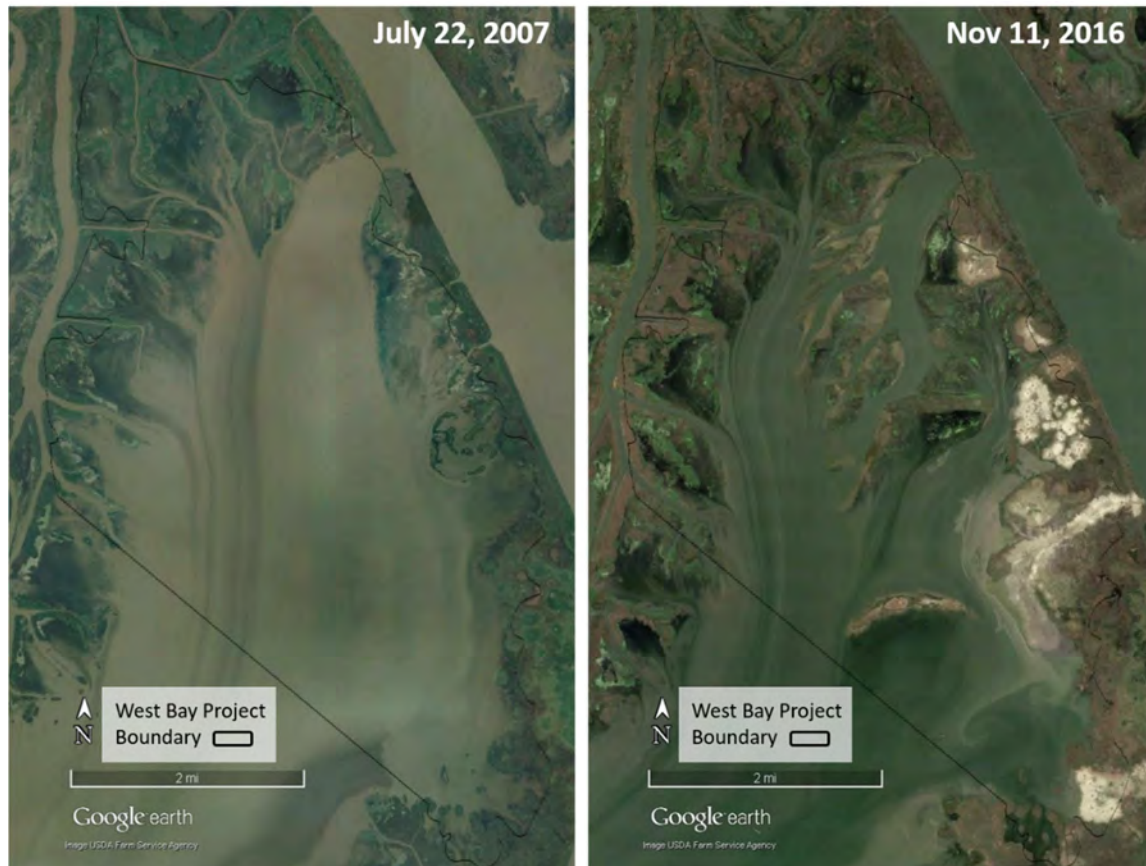 July 22, 2007
N
West Bay Project
Boundary
2 mi
Google earth
Image USDA Farm Service Agency
Nov 11, 2016
N
West Bay Project
Boundary
2 mi
Google earth
Image USDA Farm Service Agency